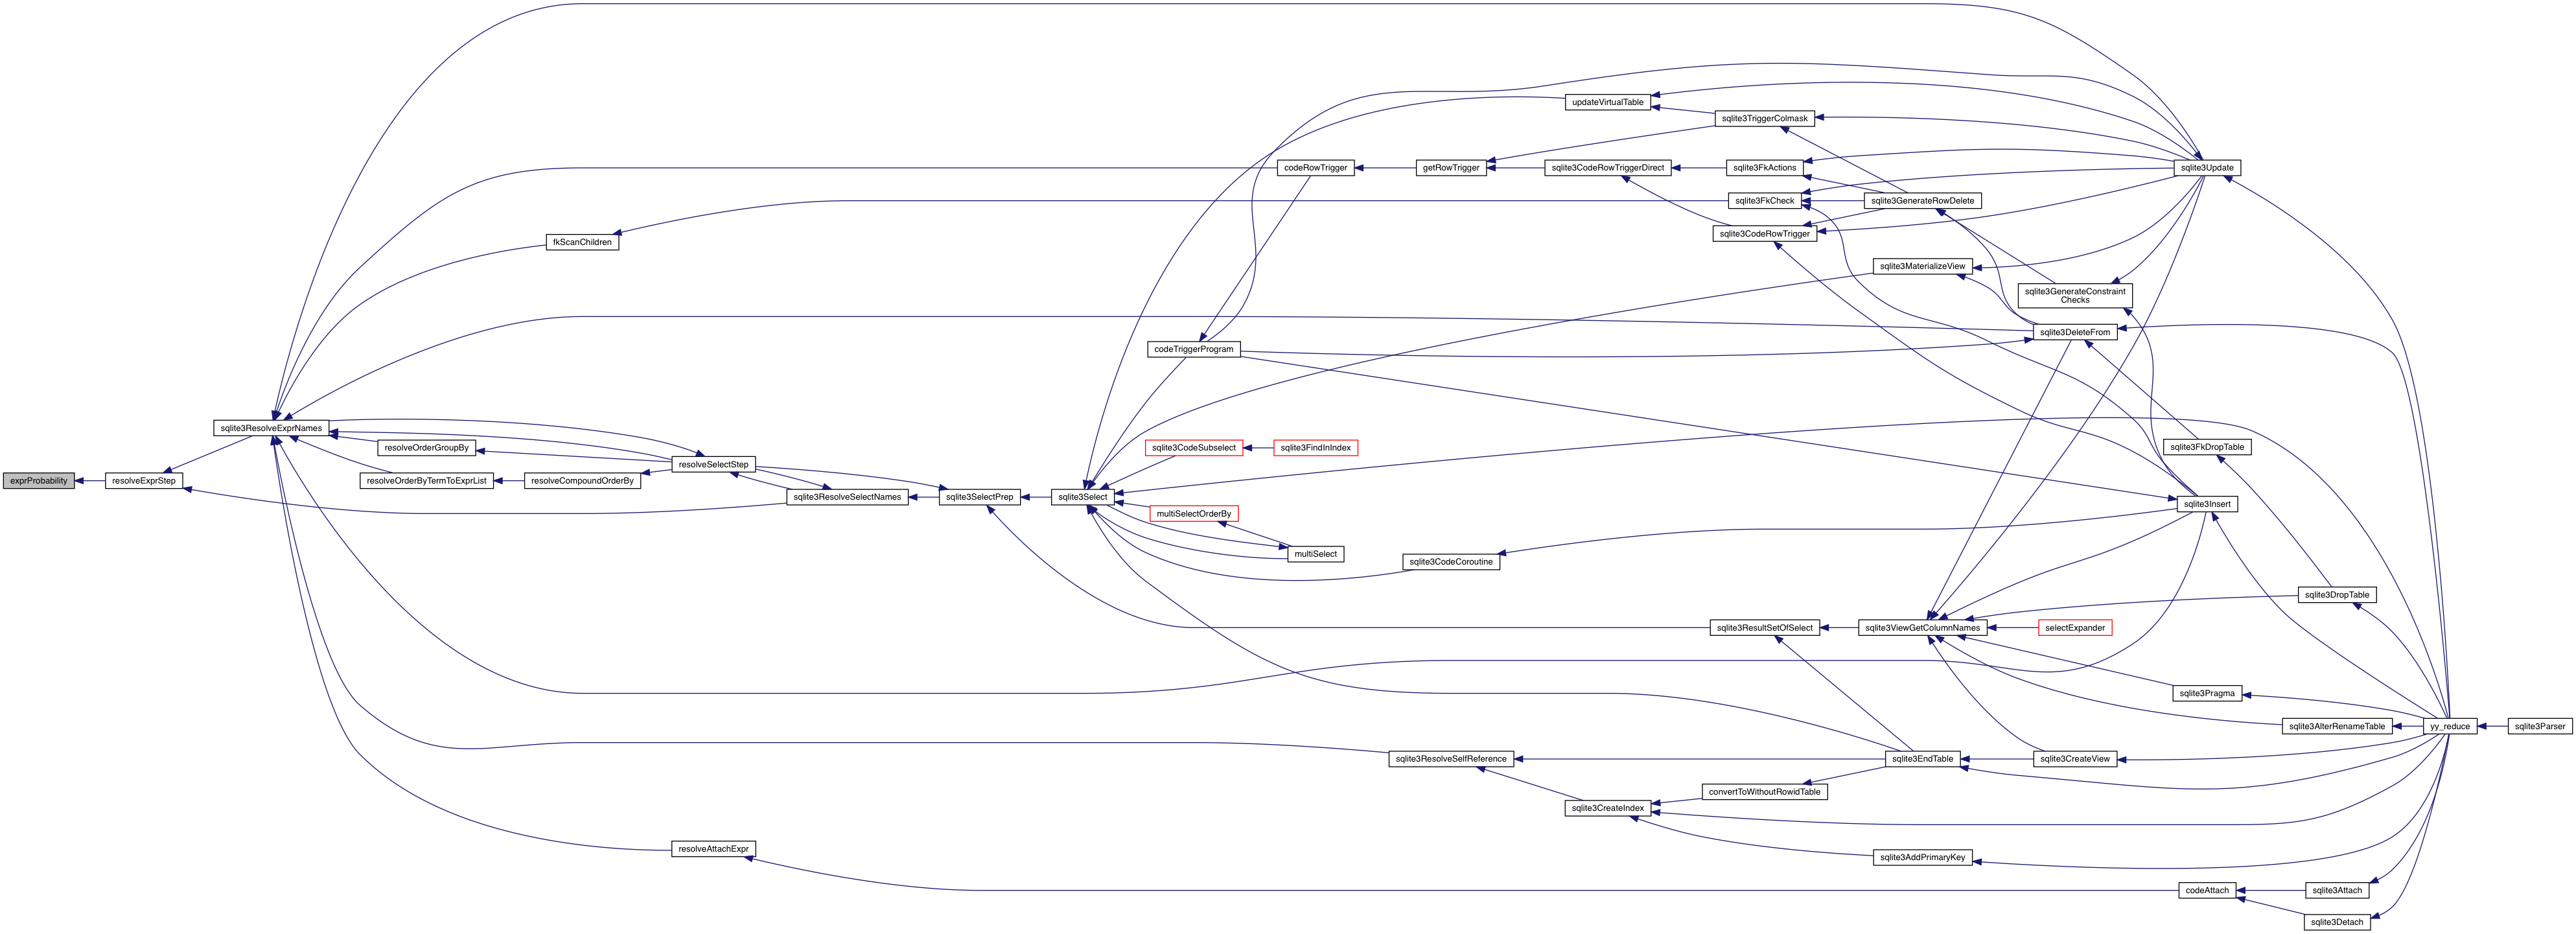 exprProbability
resolveExprStep
sqlite3ResolveExprNames
resolveOrderGroupBy
resolveOrderByTermToExprList
fkScanChildren
resolveCompoundOrderBy
resolveSelectStep
resolveAttachExpr
sqlite3ResolveSelectNames
sqlite3SelectPrep
sqlite3Select
codeTriggerProgram
sqlite3CodeSubselect
multiSelectOrderBy
codeRowTrigger
sqlite3FindInIndex
multiSelect
sqlite3ResolveSelfReference
sqlite3CodeCoroutine
getRowTrigger
updateVirtualTable
sqlite3CodeRowTriggerDirect
sqlite3CreateIndex
sqlite3TriggerColmask
sqlite3FkActions
sqlite3FkCheck
sqlite3CodeRowTrigger
sqlite3ResultSetOfSelect
convertToWithoutRowidTable
sqlite3GenerateRowDelete
sqlite3MaterializeView
sqlite3ViewGetColumnNames
sqlite3EndTable
sqlite3AddPrimaryKey
sqlite3GenerateConstraint
Checks
sqlite3DeleteFrom
selectExpander
sqlite3CreateView
sqlite3Update
sqlite3FkDropTable
sqlite3Insert
sqlite3Pragma
codeAttach
sqlite3DropTable
sqlite3AlterRenameTable
sqlite3Attach
sqlite3Detach
yy_reduce
sqlite3Parser